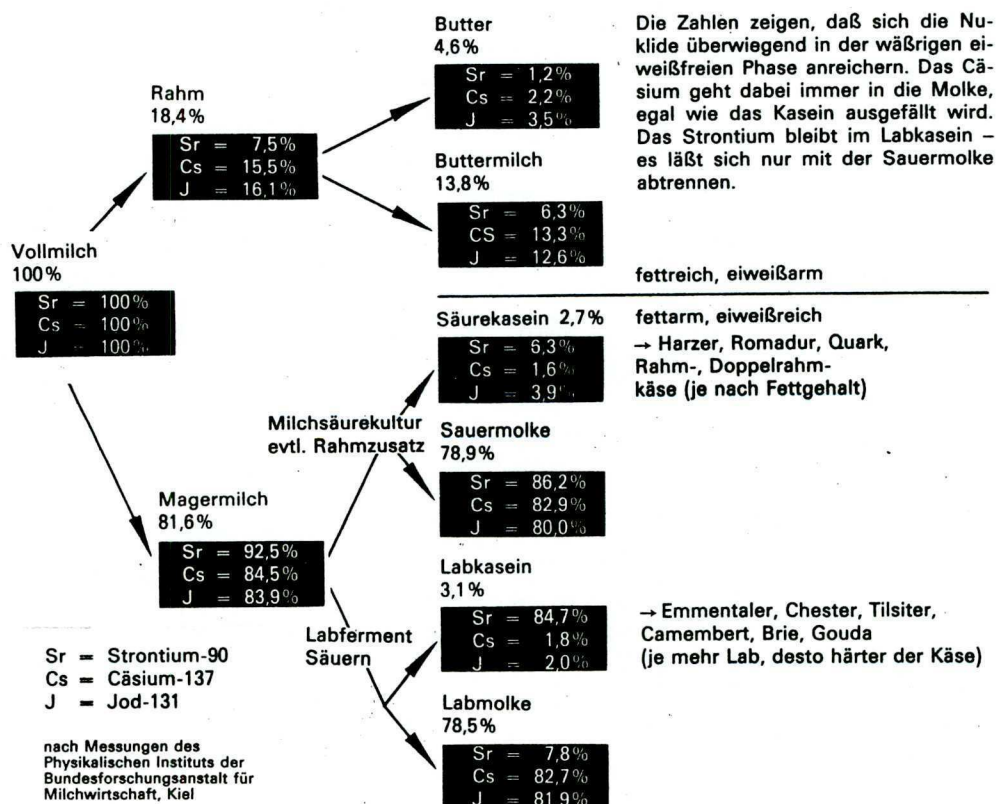 Butter
4,6%
Sr = 1,2%
Cs = 2,2%
J = 3,5%
Die Zahlen zeigen, daß sich die Nu-
klide überwiegend in der wäßrigen ei-
weißfreien Phase anreichern. Das Cä-
sium geht dabei immer in die Molke,
egal wie das Kasein ausgefällt wird.
Das Strontium bleibt im Labkasein –
es läßt sich nur mit der Sauermolke
abtrennen.
Rahm
18,4%
Sr = 7,5%
Cs = 15,5%
J = 16,1%
Buttermilch
13,8%
Sr = 6,3%
CS = 13,3%
J = 12,6%
Vollmilch
100%
Sr = 100%
Cs = 100%
J = 100%
fettreich, eiweißarm
Säurekasein 2,7%
Sr = 6,3%
Cs = 1,6%
J = 3,9%
fettarm, eiweißreich
→ Harzer, Romadur, Quark,
Rahm-, Doppelrahm-
käse (je nach Fettgehalt)
Milchsäurekultur
evtl. Rahmzusatz
Sauermolke
78,9%
Sr = 86,2%
Cs = 82,9%
J = 80,0%
Magermilch
81,6%
Sr = 92,5%
Cs = 84,5%
J = 83,9%
Labkasein
3,1%
Sr = 84,7%
Cs = 1,8%
J = 2,0%
→ Emmentaler, Chester, Tilsiter,
Camembert, Brie, Gouda
(je mehr Lab, desto härter der Käse)
Labferment
Säuern
Labmolke
78,5%
Sr = 7,8%
Cs = 82,7%
J = 81,9%
Sr = Strontium-90
Cs = Cäsium-137
J = Jod-131
nach Messungen des
Physikalischen Instituts der
Bundesforschungsanstalt für
Milchwirtschaft, Kiel